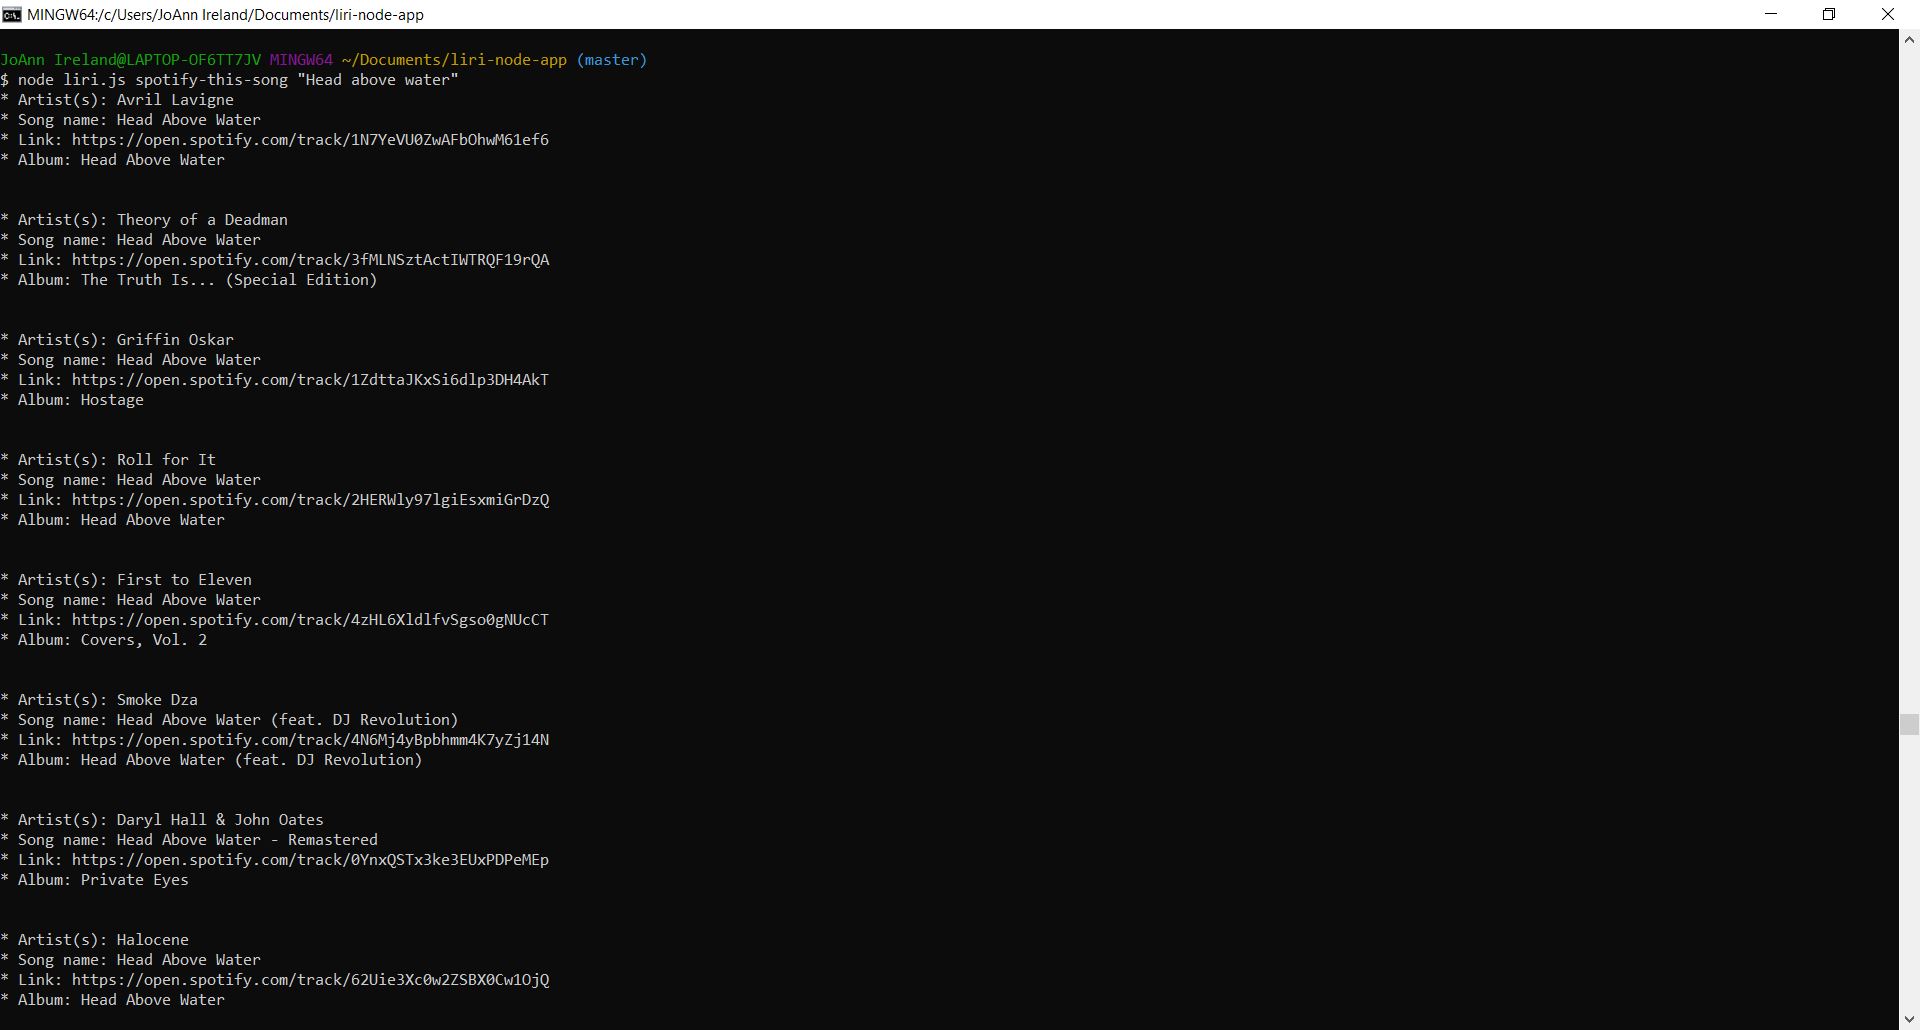 MINGW64:/c/Users/JoAnn Ireland/Documents/liri-node-app
JoAnn Ireland@LAPTOP-OF6TT7JV MINGW64 ~/Documents/liri-node-app (master)
$ node liri.js spotify-this-song "Head above water"
* Artist(s): Avril Lavigne
* Song name: Head Above Water
* Link: https://open.spotify.com/track/1N7YeVU0ZwAFbOhwM61ef6
* Album: Head Above Water
* Artist(s): Theory of a Deadman
* Song name: Head Above Water
* Link: https://open.spotify.com/track/3fMLNSztActIWTRQF19rQA
* Album: The Truth Is... (Special Edition)
* Artist(s): Griffin Oskar
* Song name: Head Above Water
* Link: https://open.spotify.com/track/1ZdttaJKxSi6dlp3DH4AkT
* Album: Hostage
* Artist(s): Roll for It
* Song name: Head Above Water
* Link: https://open.spotify.com/track/2HERWly97lgiEsxmiGrDzQ
* Album: Head Above Water
* Artist(s): First to Eleven
* Song name: Head Above Water
* Link: https://open.spotify.com/track/4zHL6XldlfvSgso0gNUcCT
* Album: Covers, Vol. 2
* Artist(s): Smoke Dza
* Song name: Head Above Water (feat. DJ Revolution)
* Link: https://open.spotify.com/track/4N6Mj4yBpbhmm4K7yZj14N
* Album: Head Above Water (feat. DJ Revolution)
* Artist(s): Daryl Hall & John Oates
* Song name: Head Above Water - Remastered
* Link: https://open.spotify.com/track/0YnxQSTx3ke3EUxPDPeMEp
* Album: Private Eyes
* Artist(s): Halocene
* Song name: Head Above Water
* Link: https://open.spotify.com/track/62Uie3Xc0w2ZSBX0Cw1OjQ
* Album: Head Above Water